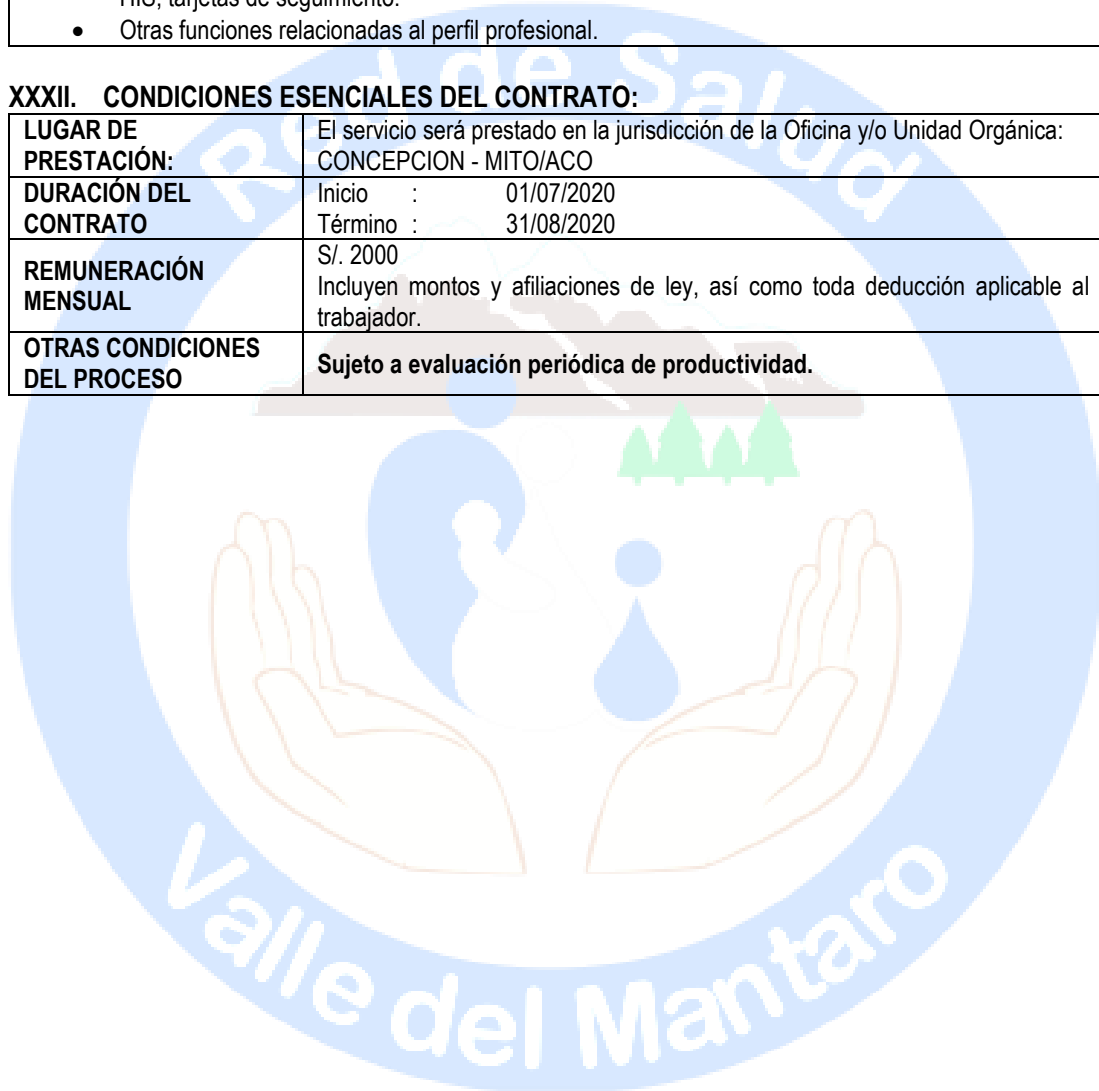 HIS, tarjetas de seguimiento.
• Otras funciones relacionadas al perfil profesional.
XXXII. CONDICIONES ESENCIALES DEL CONTRATO:
LUGAR DE PRESTACIÓN:
El servicio será prestado en la jurisdicción de la Oficina y/o Unidad Orgánica:
CONCEPCION - MITO/ACO
DURACIÓN DEL CONTRATO
Inicio : 01/07/2020
Término : 31/08/2020
REMUNERACIÓN MENSUAL
S/. 2000
Incluyen montos y afiliaciones de ley, así como toda deducción aplicable al
trabajador.
OTRAS CONDICIONES DEL PROCESO
Sujeto a evaluación periódica de productividad.
Red de Salud
Valle del Mantaro